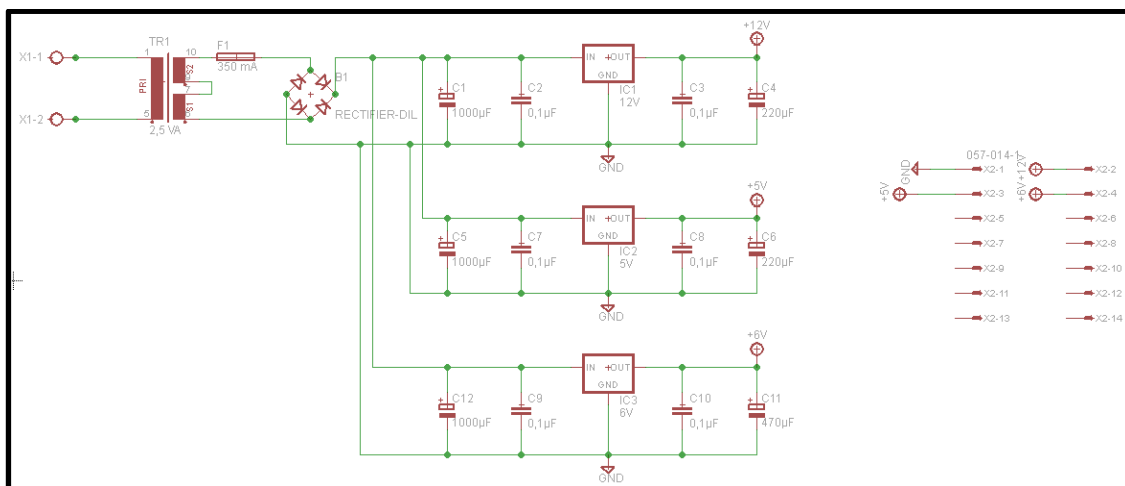 +12V
TR1
X1-1
1
10
F1
350 mA
IN
+OUT
GND
PRI
S2
7
S1
B1
C1
1000µF
C2
0,1µF
IC1
12V
C3
0,1µF
C4
220µF
X1-2
5
2,5 VA
RECTIFIER-DIL
GND
057-014-1
GND
X2-1
+12V
X2-2
+5V
X2-3
+6V
X2-4
X2-5
X2-6
X2-7
X2-8
X2-9
X2-10
X2-11
X2-12
X2-13
X2-14
+5V
IN
+OUT
GND
C5
1000µF
C7
0,1µF
IC2
5V
C8
0,1µF
C6
220µF
GND
+6V
IN
+OUT
GND
C12
1000µF
C9
0,1µF
IC3
6V
C10
0,1µF
C11
470µF
GND